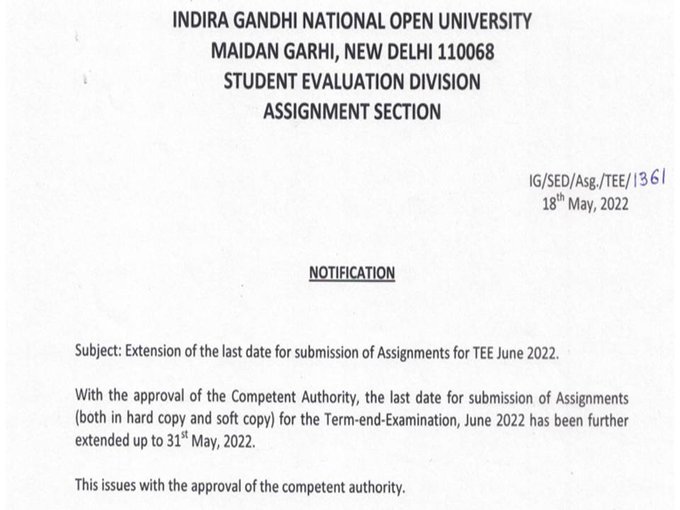 INDIRA GANDHI NATIONAL OPEN UNIVERSITY
MAIDAN GARHI, NEW DELHI 110068
STUDENT EVALUATION DIVISION
ASSIGNMENT SECTION
IG/SED/Asg./TEE/1361
18th May, 2022
NOTIFICATION
Subject: Extension of the last date for submission of Assignments for TEE June 2022.
With the approval of the Competent Authority, the last date for submission of Assignments
(both in hard copy and soft copy) for the Term-end-Examination, June 2022 has been further
extended up to 31st May, 2022.
This issues with the approval of the competent authority.